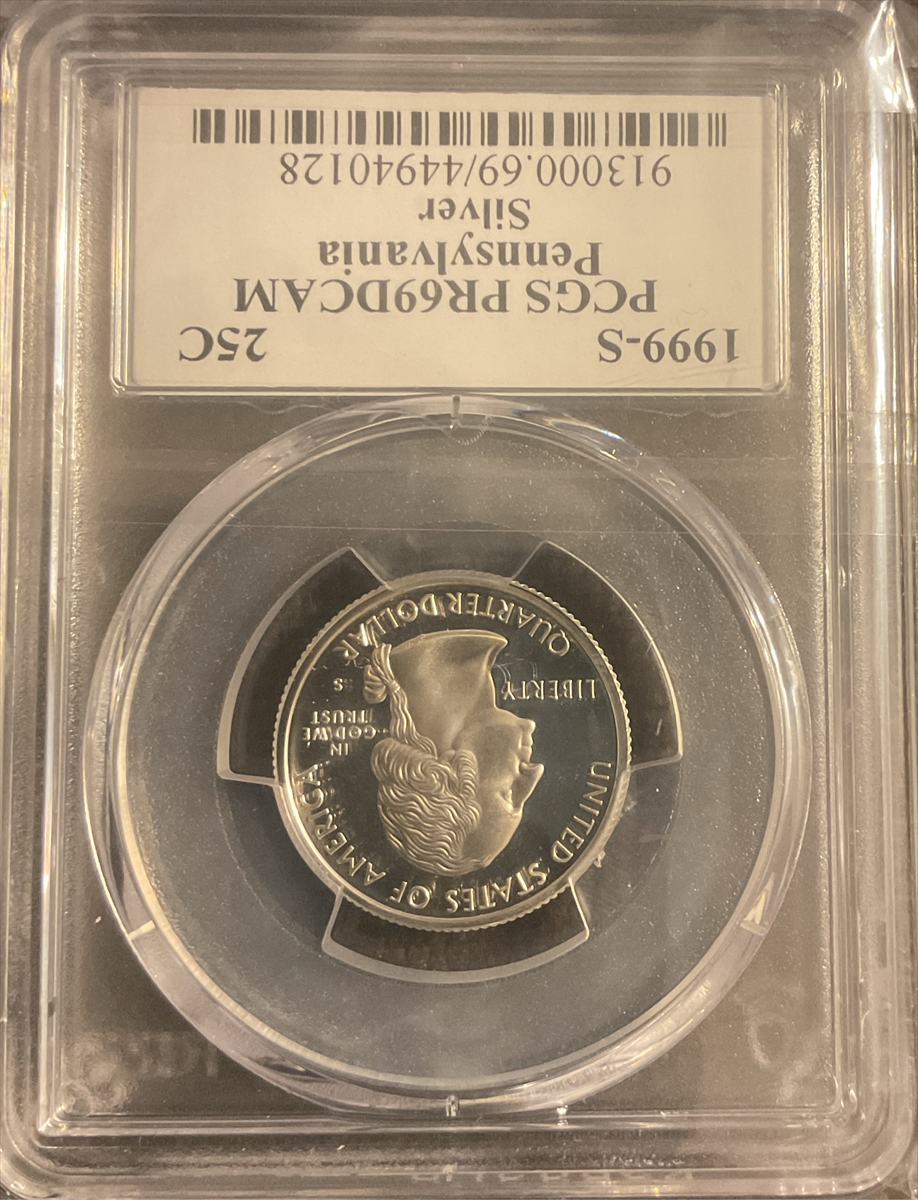 1999-S 25C
PCGS PR69DCAM
Pennsylvania
Silver
913000.69/44940128
UNITED STATES OF AMERICA
LIBERTY
IN
GOD WE
TRUST
S
QUARTER DOLLAR